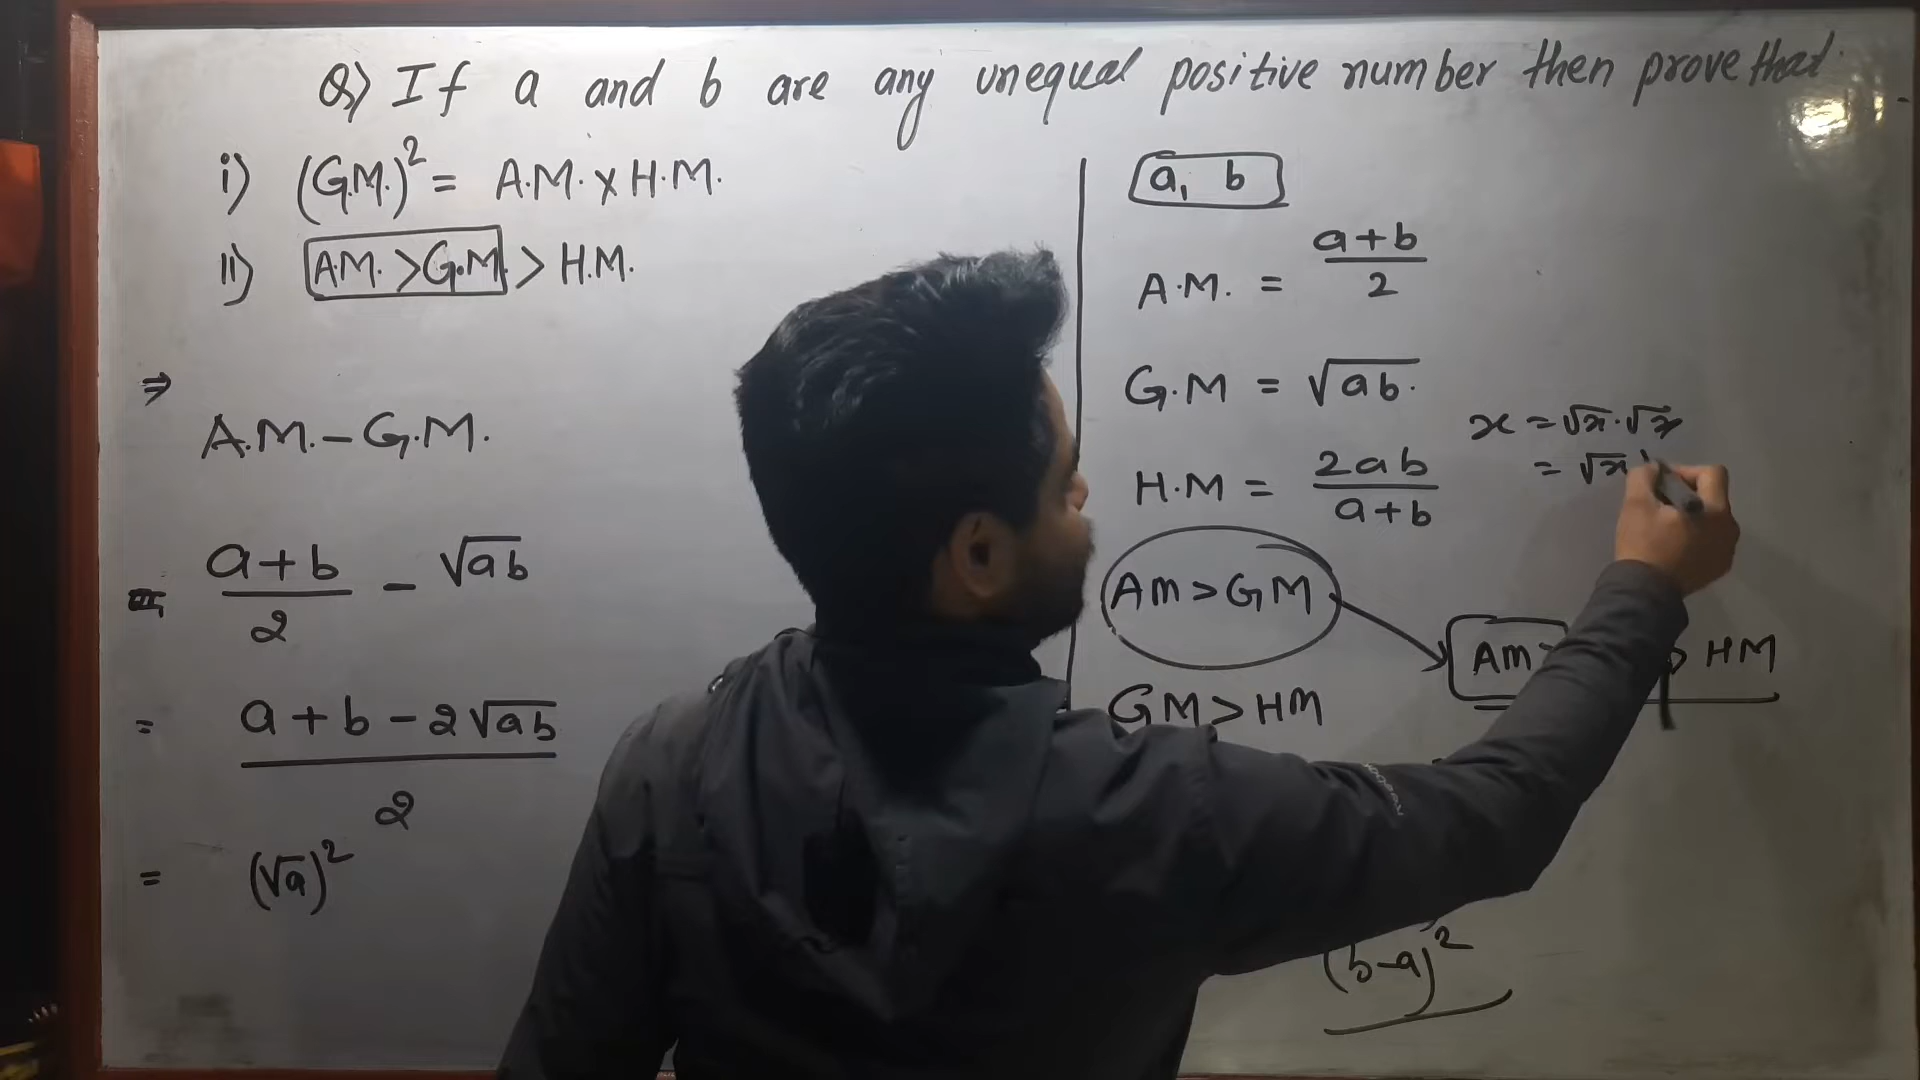 Q) If a and b are any unequal positive number then prove that
i) (G.M.)² = A.M. x H.M.
ii) A.M. > G.M. > H.M.
⇒
A.M. - G.M.
a+b/2 - √ab
= a+b-2√ab/2
= (√a)²
a, b
A.M. = a+b/2
G.M = √ab.
H.M = 2ab/a+b
x = √x.√x
= √x
AM > GM
AM > HM
GM > HM
(b-a)²